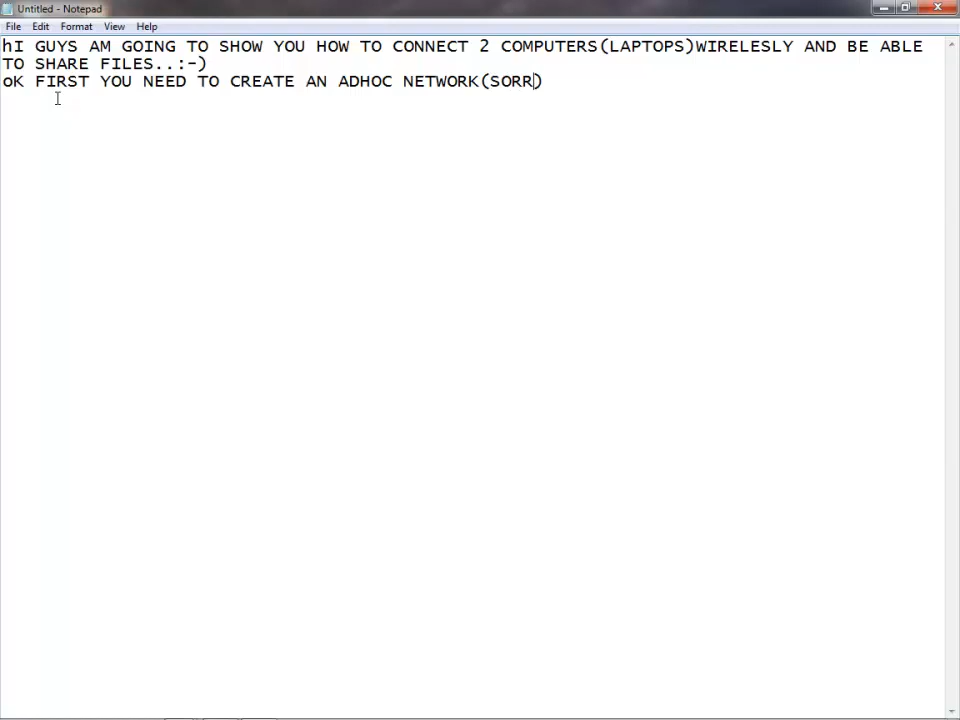 Untitled - Notepad
File Edit Format View Help
hI GUYS AM GOING TO SHOW YOU HOW TO CONNECT 2 COMPUTERS(LAPTOPS)WIRELESLY AND BE ABLE
TO SHARE FILES..:-)
oK FIRST YOU NEED TO CREATE AN ADHOC NETWORK(SORR)